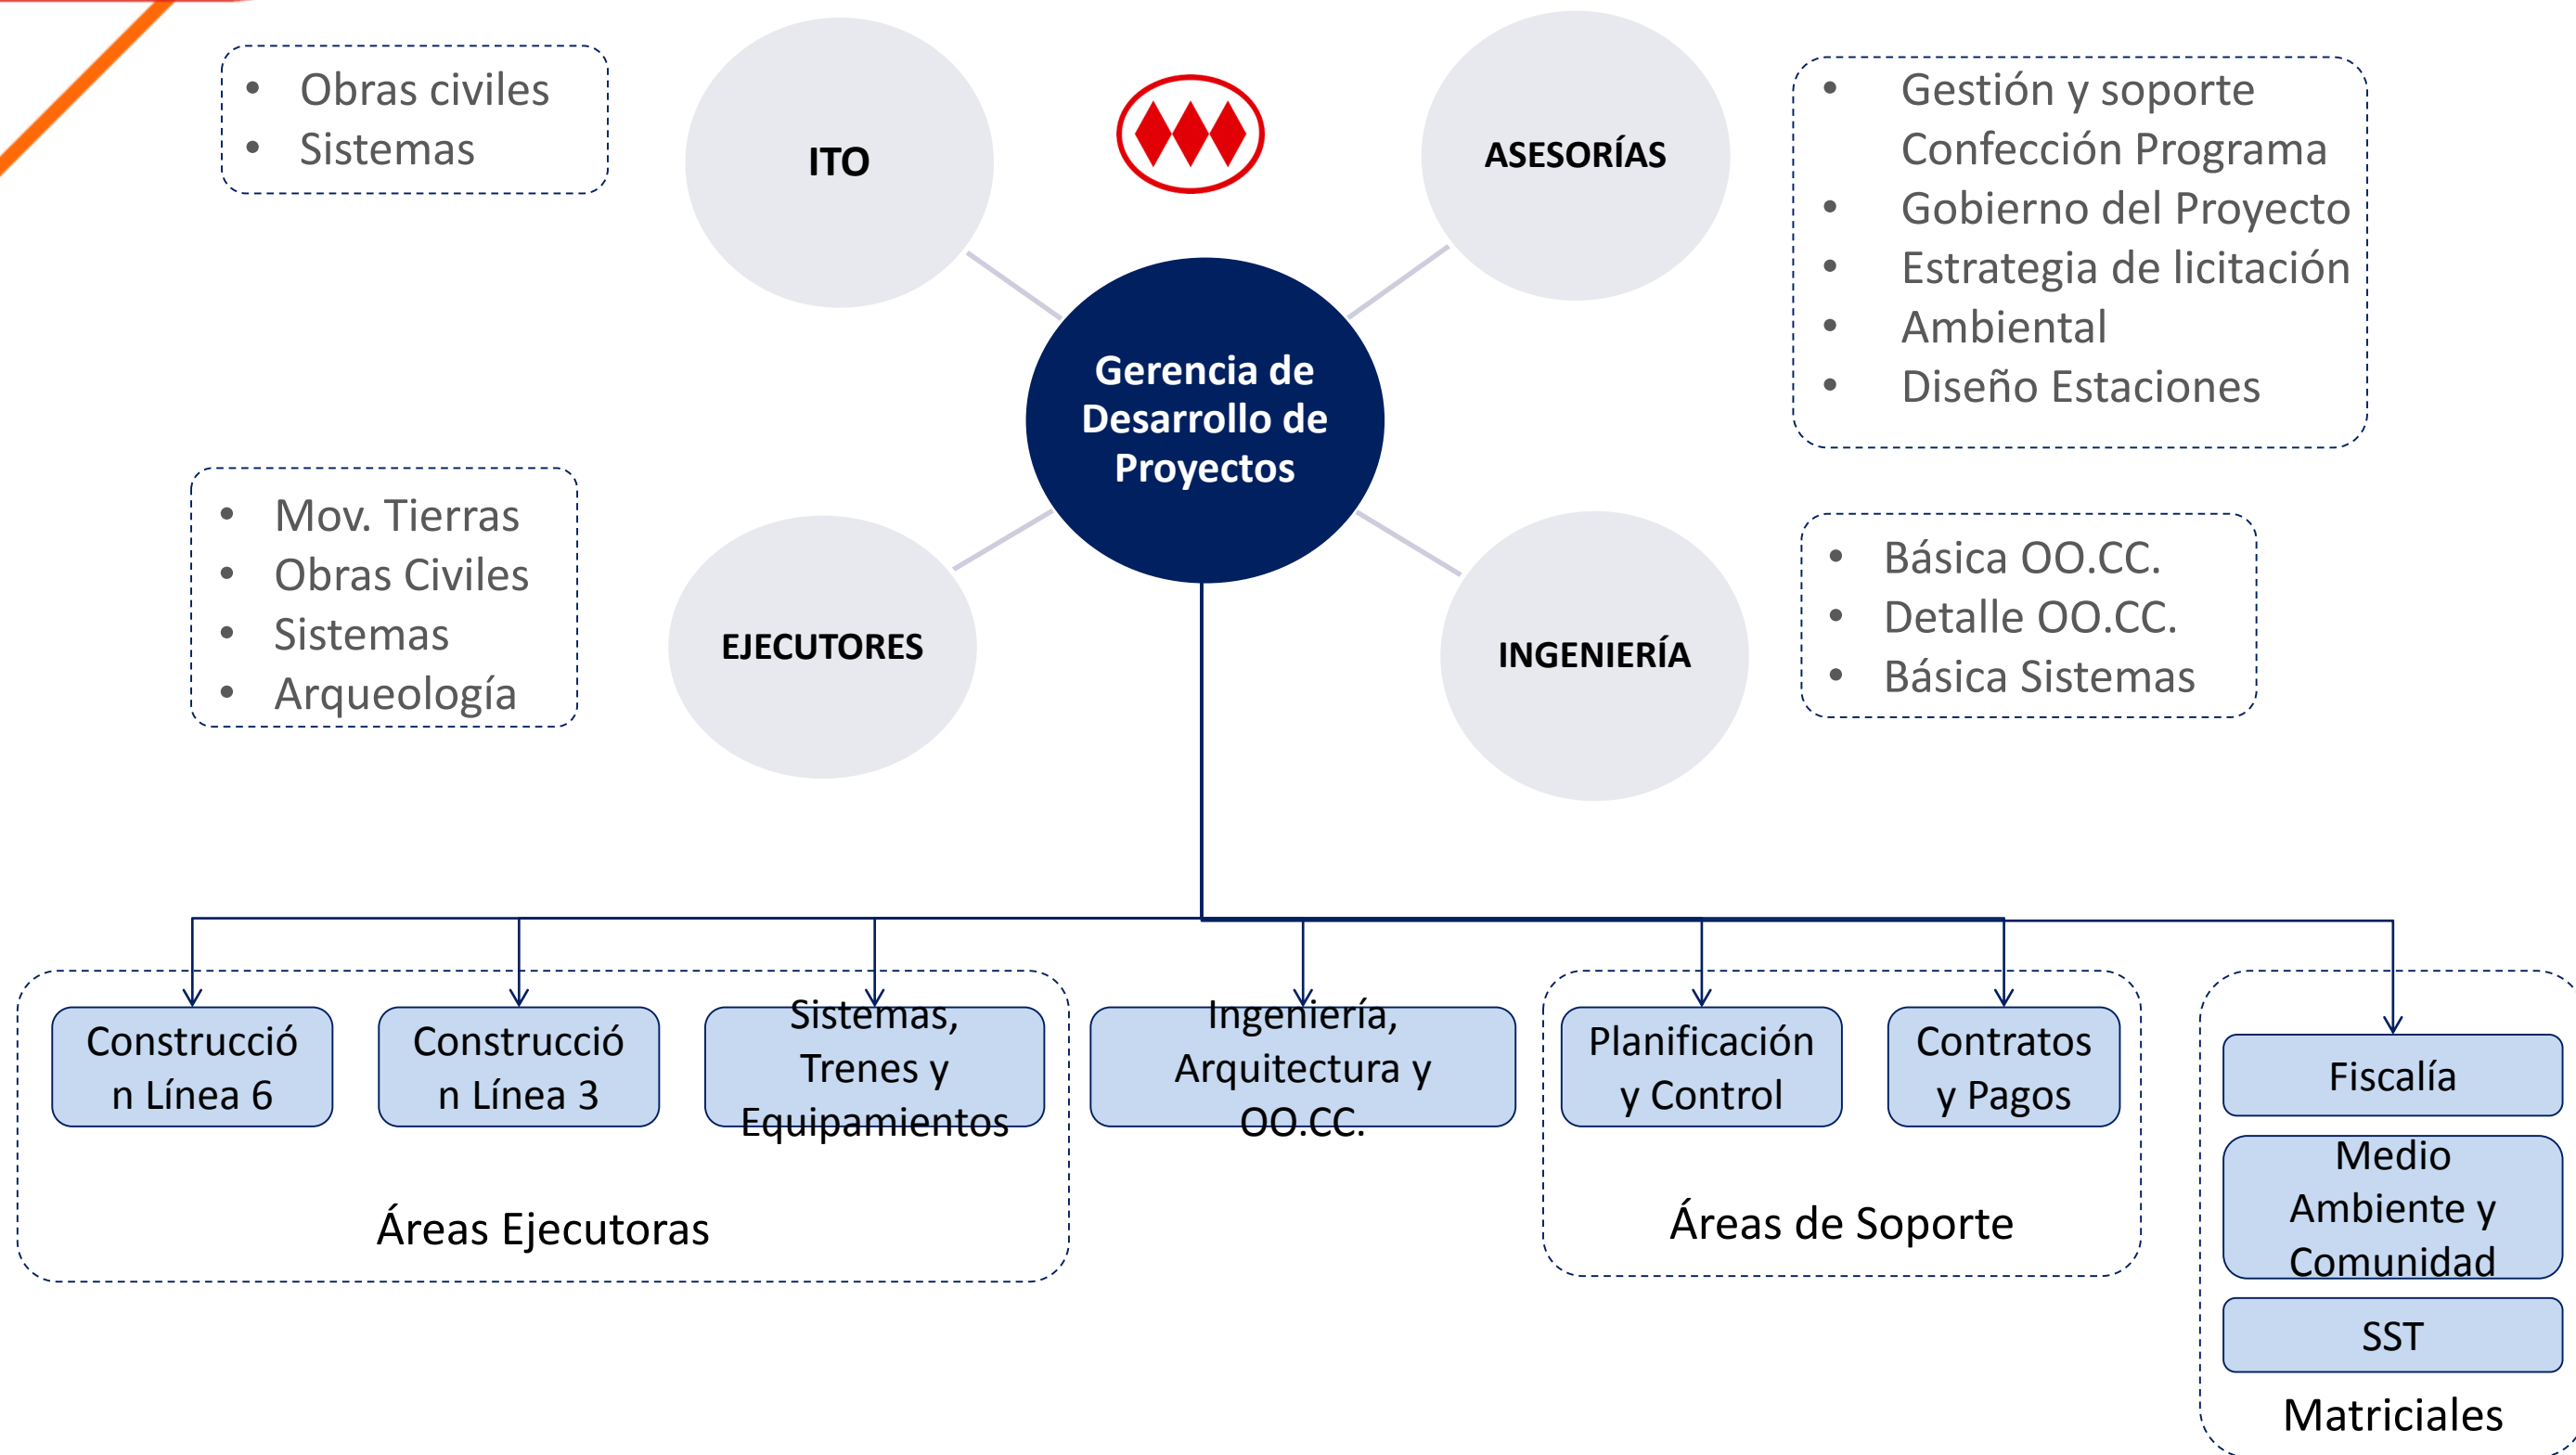 • Obras civiles
• Sistemas
ITO
ASESORÍAS
• Gestión y soporte
Confección Programa
• Gobierno del Proyecto
• Estrategia de licitación
• Ambiental
• Diseño Estaciones
Gerencia de
Desarrollo de
Proyectos
• Mov. Tierras
• Obras Civiles
• Sistemas
• Arqueología
EJECUTORES
INGENIERÍA
• Básica OO.CC.
• Detalle OO.CC.
• Básica Sistemas
Construcció
n Línea 6
Construcció
n Línea 3
Sistemas,
Trenes y
Equipamientos
Áreas Ejecutoras
Ingeniería,
Arquitectura y
OO.CC.
Planificación
y Control
Contratos
y Pagos
Áreas de Soporte
Fiscalía
Medio
Ambiente y
Comunidad
SST
Matriciales